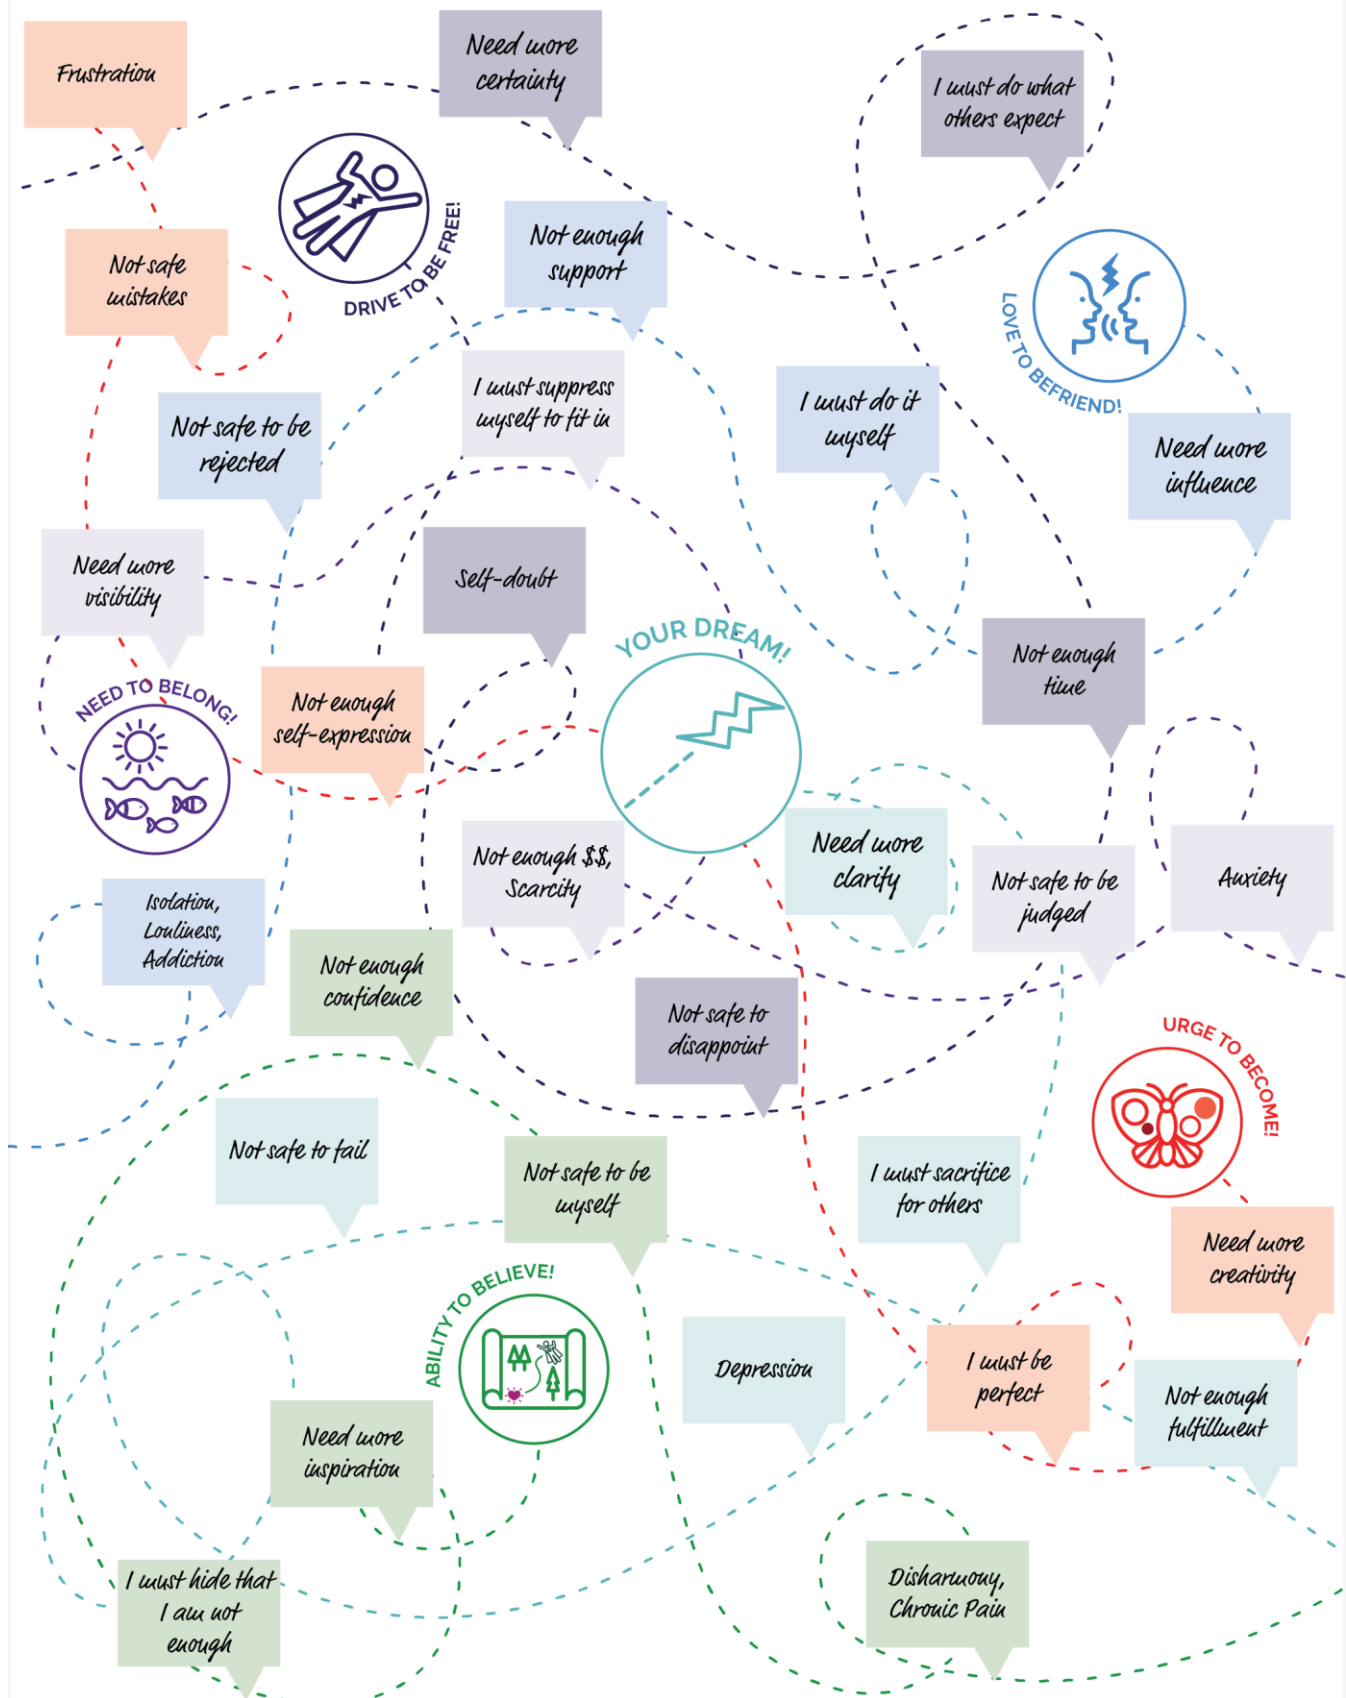 Frustration
Need more
certainty
I must do what
others expect
Not safe
mistakes
DRIVE TO BE FREE!
Not enough
support
LOVE TO BEFRIEND!
Not safe to be
rejected
I must suppress
myself to fit in
I must do it
myself
Need more
influence
Need more
visibility
Self-doubt
YOUR DREAM!
Not enough
time
NEED TO BELONG!
Not enough
self-expression
Not enough $$,
Scarcity
Need more
clarify
Not safe to be
judged
Anxiety
Isolation,
Lonliness,
Addiction
Not enough
confidence
Not safe to
disappoint
URGE TO BECOME!
Not safe to fail
Not safe to be
myself
I must sacrifice
for others
Need more
creativity
ABILITY TO BELIEVE!
Depression
I must be
perfect
Not enough
fulfillment
Need more
inspiration
I must hide that
I am not
enough
Disharmony,
Chronic Pain